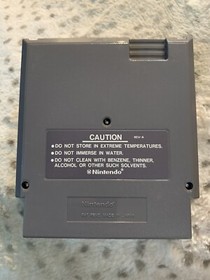 CAUTION
● DO NOT STORE IN EXTREME TEMPERATURES.
● DO NOT IMMERSE IN WATER.
● DO NOT CLEAN WITH BENZENE, THINNER,
ALCOHOL OR OTHER SUCH SOLVENTS.
Nintendo®
Nintendo